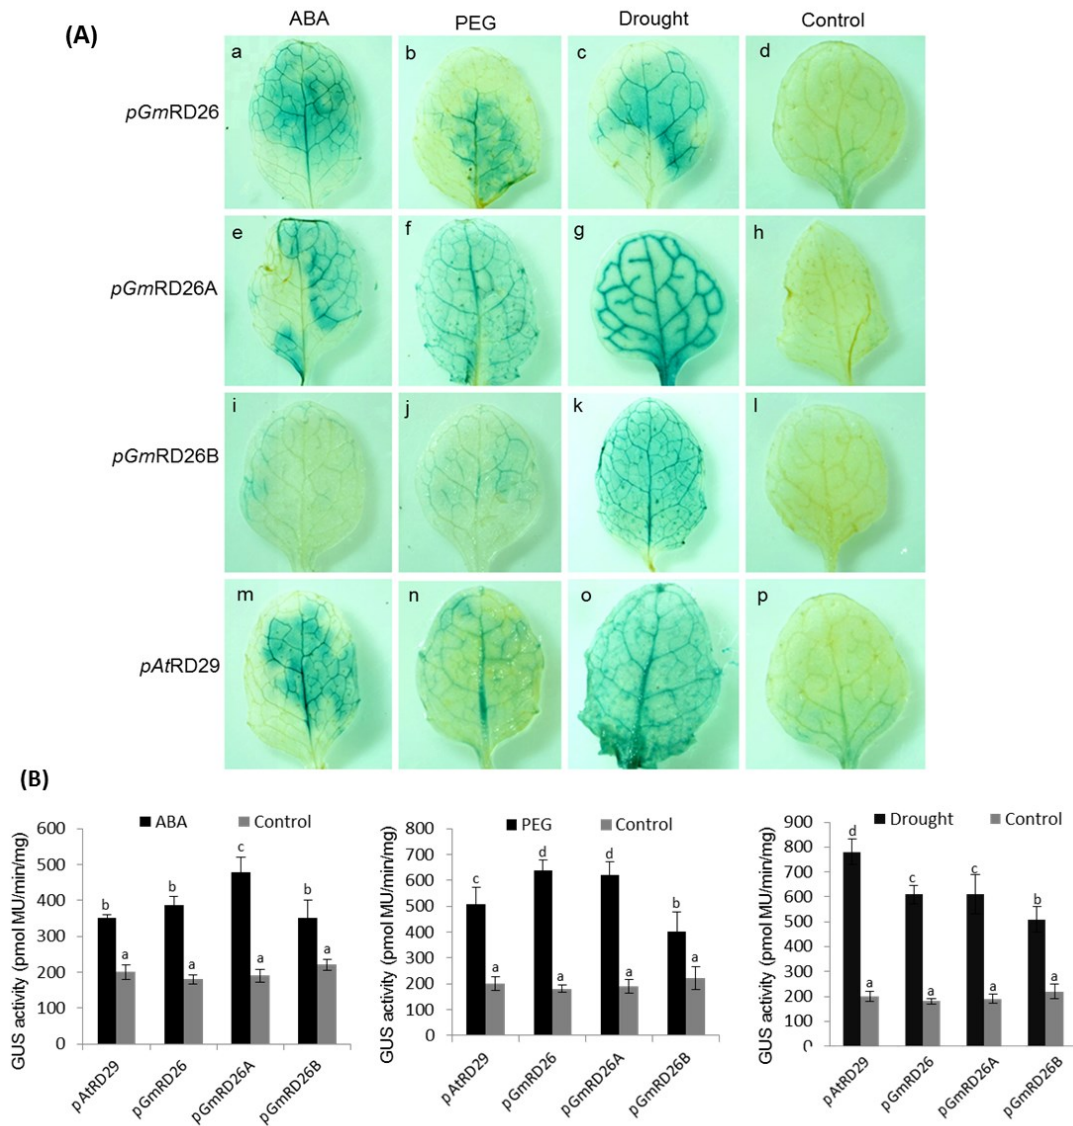 (A)
ABA PEG Drought Control
pGmRD26 a b c d
pGmRD26A e f g h
pGmRD26B i j k l
pAtRD29 m n o p
(B)
ABA Control
GUS activity (pmol MU/min/mg)
600
500
400
300
200
100
0
b a b a c a b a
pAtRD29 pGmRD26 pGmRD26A pGmRD26B
PEG Control
GUS activity (pmol MU/min/mg)
800
700
600
500
400
300
200
100
0
c a d a d a b a
pAtRD29 pGmRD26 pGmRD26A pGmRD26B
Drought Control
GUS activity (pmol MU/min/mg)
900
800
700
600
500
400
300
200
100
0
d a c a c a b a
pAtRD29 pGmRD26 pGmRD26A pGmRD26B